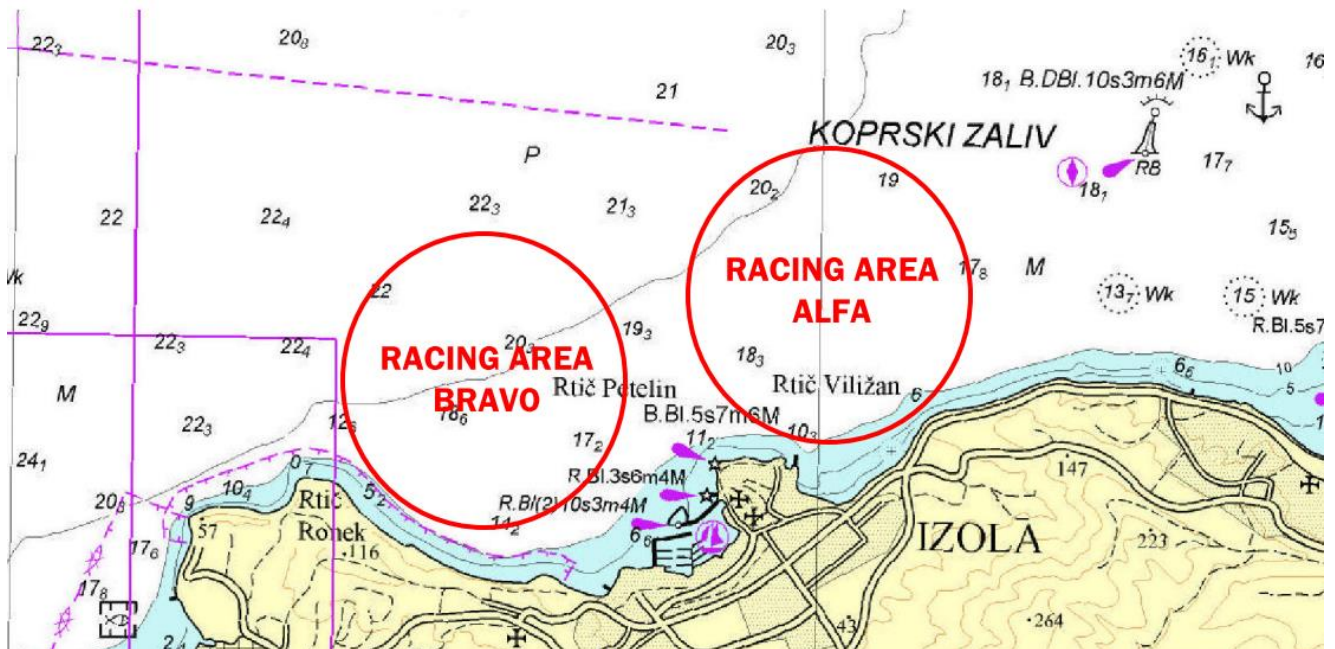 22₃
20₈
20₃
16₁ Wk
16
21
18₁ B.DBl.10s3m6M
KOPRSKI ZALIV
P
RB
17₇
20₂
19
18₁
22
22₄
22₃
21₃
15₅
RACING AREA
ALFA
17₈
M
13₇ Wk
15 Wk
22
22₉
22₃
22₄
20₃
19₃
R.Bl.5s7
RACING AREA
BRAVO
18₃
Rtič Petelin
Rtič Viližan
6
6₆
10
5
M
22₃
12₆
18₆
B.Bl.5s7m6M
17₂
11₂
10₃
24₁
0₇
R.Bl.3s6m4M
147
20₈
9
10₄
5₂
Rtič
Ronek
R.Bl(2)10s3m4M
14₂
6₆
57
116
IZOLA
223
17₆
17₈
43
264